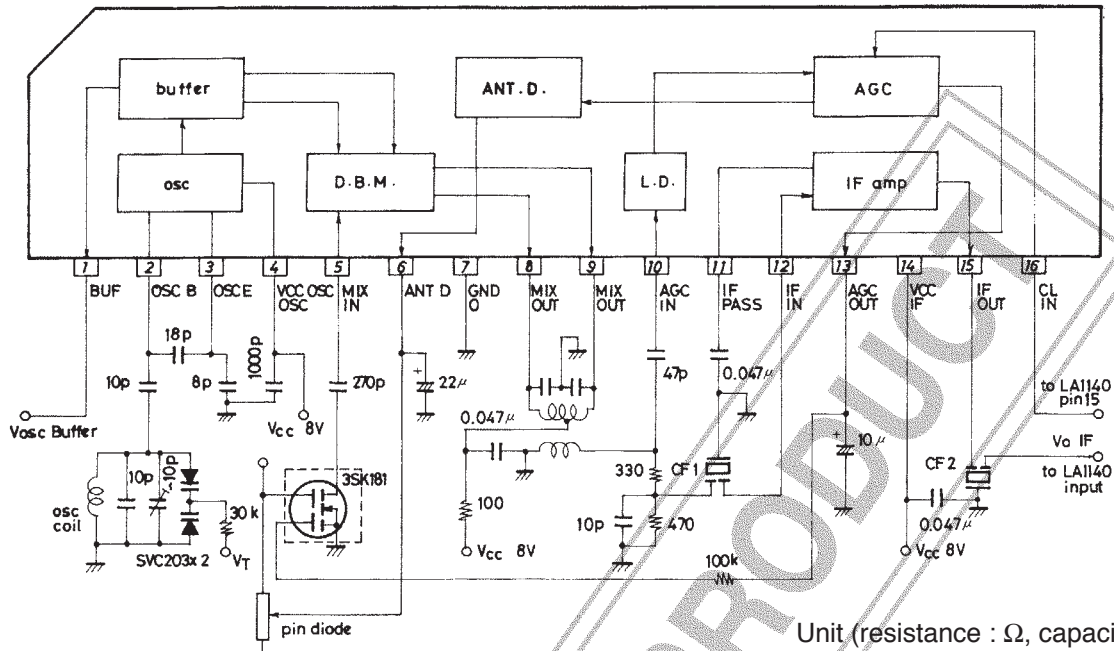 buffer
ANT.D.
AGC
osc
D.B.M.
L.D.
IF amp
1 2 3 4 5 6 7 8 9 10 11 12 13 14 15 16
BUF
OSC B
OSC E
VCC OSC
OSC
MIX
IN
ANT D
GND
O
MIX
OUT
MIX
OUT
AGC
IN
IF
PASS
IF
IN
AGC
OUT
VCC
IF
IF
OUT
CL
IN
18p
10p
8p
1000p
270p
+
22μ
47p
0.047μ
to LA1140
pin15
Vosc Buffer
Vcc 8V
0.047μ
+
10μ
Vo IF
10p
~10p
3SK181
330
CF1
CF2
to LA1140
input
osc
coil
30k
100
10p
470
0.047μ
SVC203x2
VT
Vcc 8V
100k
Vcc 8V
pin diode
PRODUCT
Unit (resistance : Ω, capaci